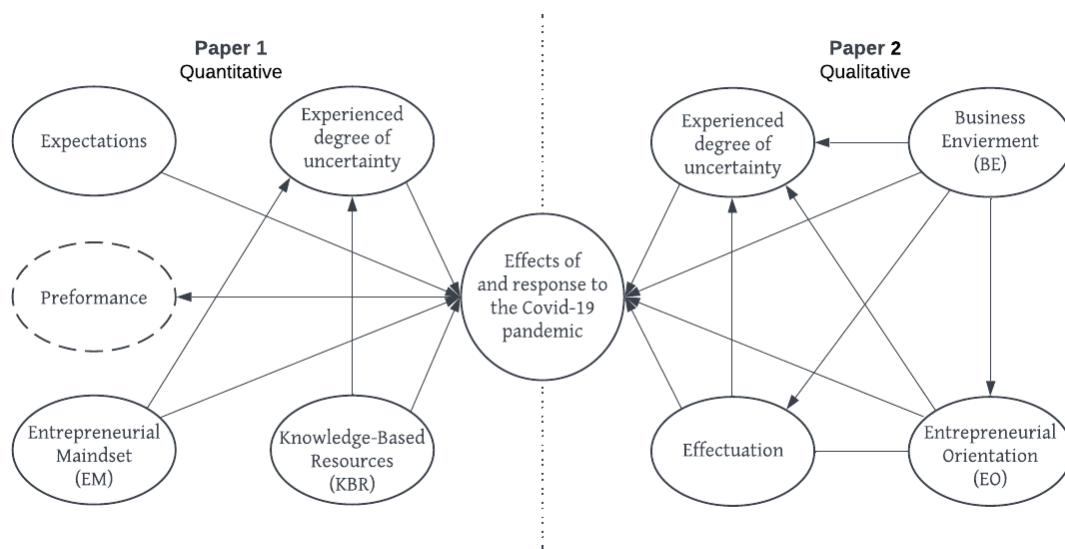 Paper 1
Quantitative
Expectations
Experienced
degree of
uncertainty
Preformance
Entrepreneurial
Maindset
(EM)
Knowledge-Based
Resources
(KBR)
Effects of
and response to
the Covid-19
pandemic
Paper 2
Qualitative
Experienced
degree of
uncertainty
Business
Envierment
(BE)
Effectuation
Entrepreneurial
Orientation
(EO)